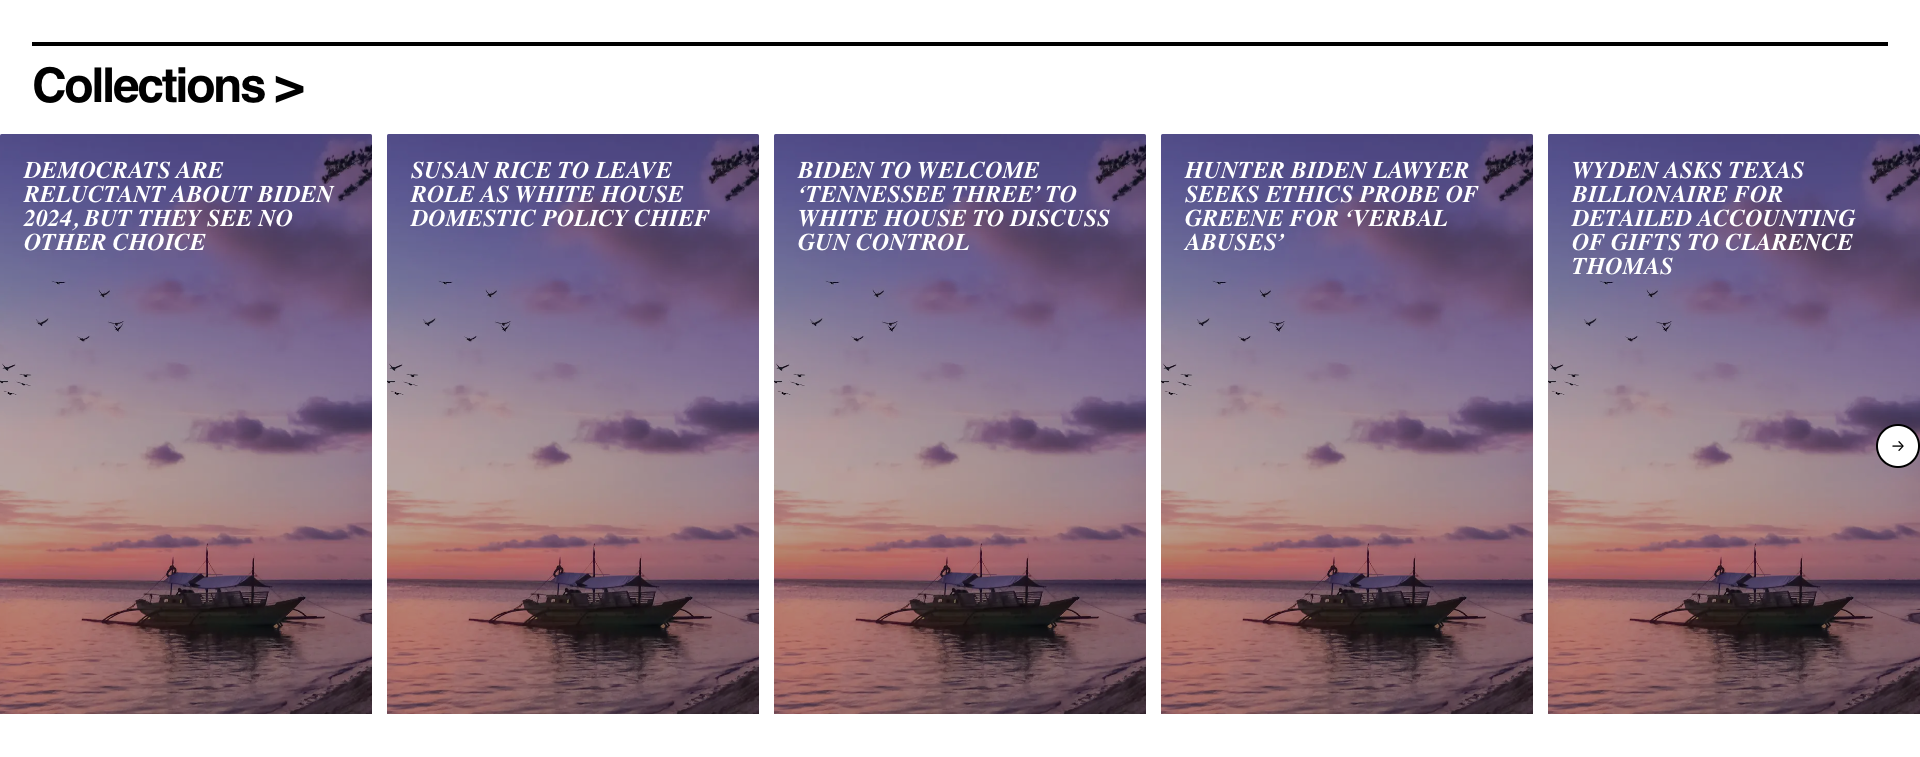 Collections >
DEMOCRATS ARE
RELUCTANT ABOUT BIDEN
2024, BUT THEY SEE NO
OTHER CHOICE
SUSAN RICE TO LEAVE
ROLE AS WHITE HOUSE
DOMESTIC POLICY CHIEF
BIDEN TO WELCOME
‘TENNESSEE THREE’ TO
WHITE HOUSE TO DISCUSS
GUN CONTROL
HUNTER BIDEN LAWYER
SEEKS ETHICS PROBE OF
GREENE FOR ‘VERBAL
ABUSES’
WYDEN ASKS TEXAS
BILLIONAIRE FOR
DETAILED ACCOUNTING
OF GIFTS TO CLARENCE
THOMAS